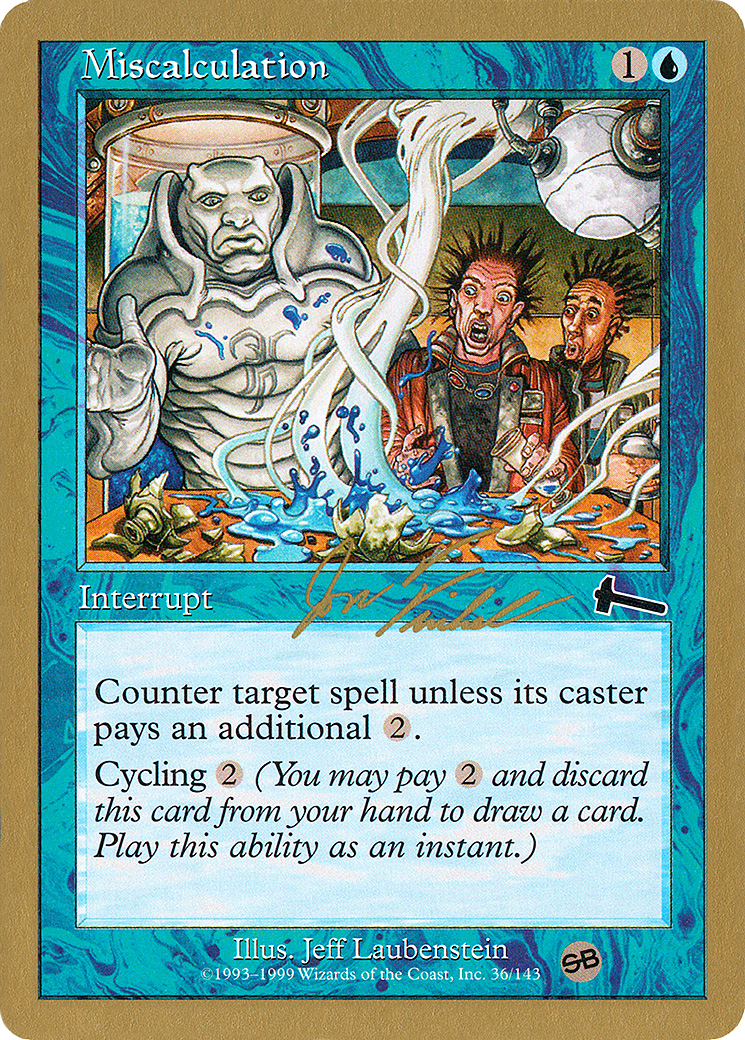 Miscalculation 1
Interrupt
Counter target spell unless its caster
pays an additional 2.
Cycling 2 (You may pay 2 and discard
this card from your hand to draw a card.
Play this ability as an instant.)
Illus. Jeff Laubenstein
©1993–1999 Wizards of the Coast, Inc. 36/143
SB